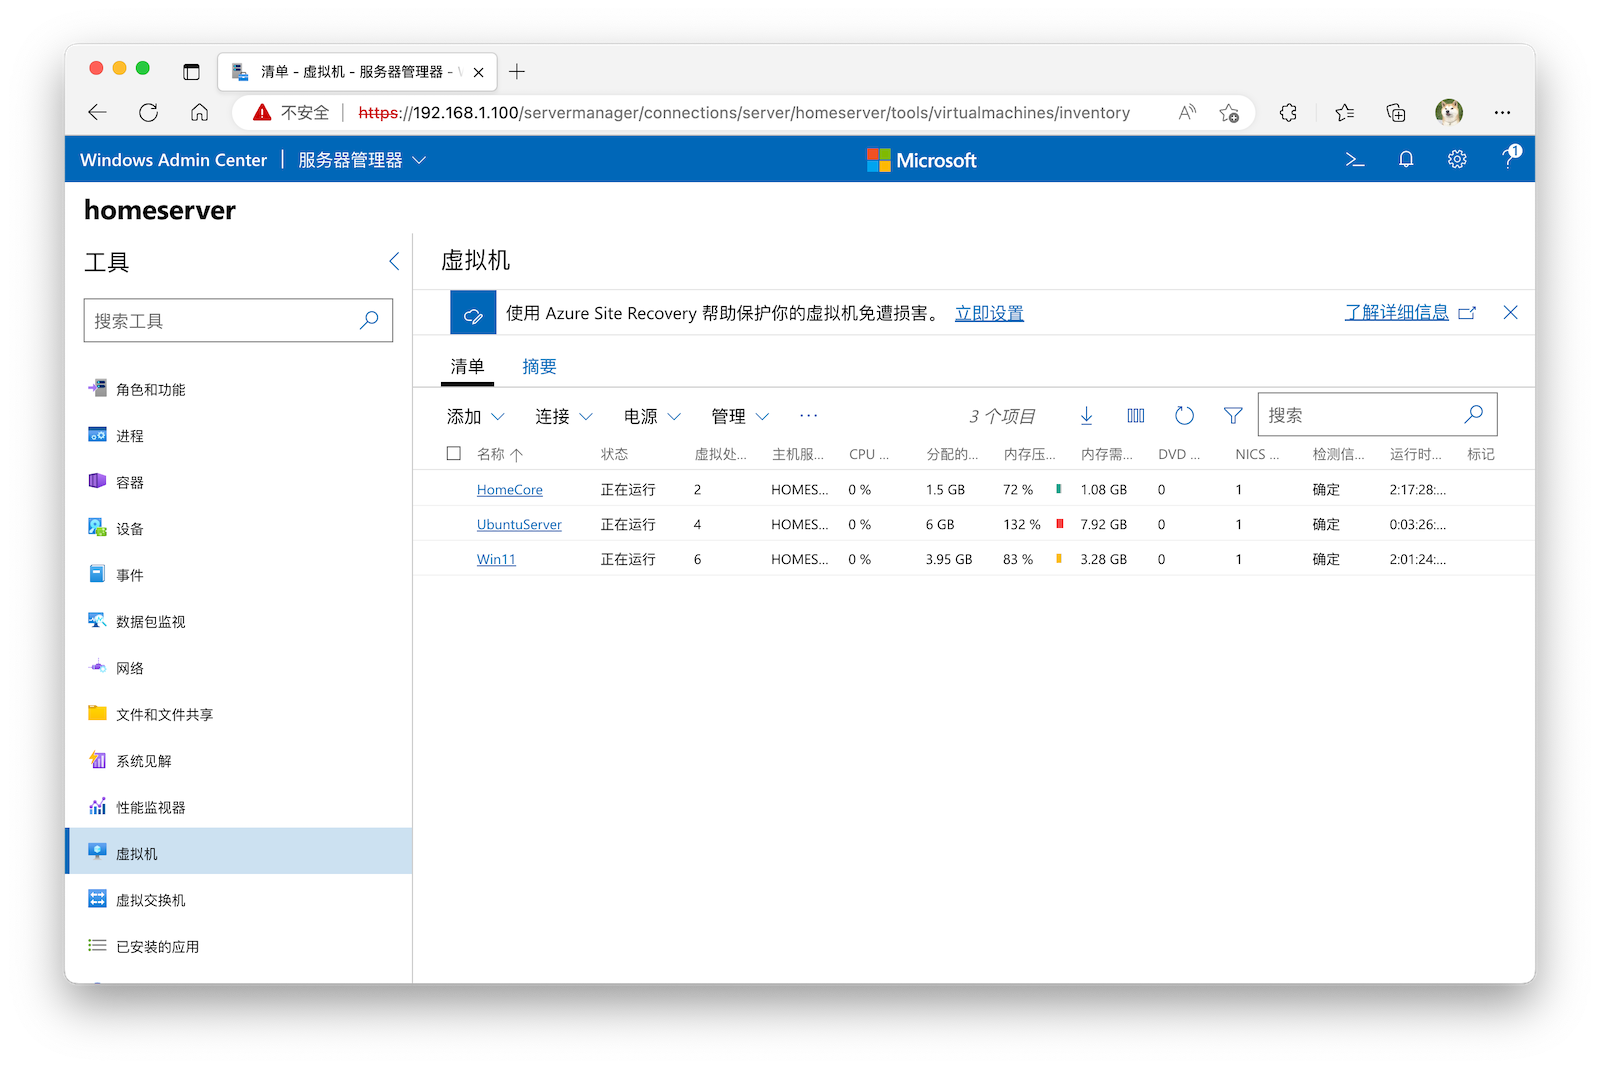 清单 - 虚拟机 - 服务器管理器 -
不安全 https://192.168.1.100/servermanager/connections/server/homeserver/tools/virtualmachines/inventory
Windows Admin Center 服务器管理器 Microsoft 1
homeserver
工具
搜索工具
角色和功能
进程
容器
设备
事件
数据包监视
网络
文件和文件共享
系统见解
性能监视器
虚拟机
虚拟交换机
已安装的应用
虚拟机
使用 Azure Site Recovery 帮助保护你的虚拟机免遭损害。 立即设置 了解详细信息
清单 摘要
添加 连接 电源 管理 ... 3 个项目 搜索
名称 状态 虚拟处... 主机服... CPU ... 分配的... 内存压... 内存需... DVD ... NICS ... 检测信... 运行时... 标记
HomeCore 正在运行 2 HOMES... 0 % 1.5 GB 72 % 1.08 GB 0 1 确定 2:17:28:...
UbuntuServer 正在运行 4 HOMES... 0 % 6 GB 132 % 7.92 GB 0 1 确定 0:03:26:...
Win11 正在运行 6 HOMES... 0 % 3.95 GB 83 % 3.28 GB 0 1 确定 2:01:24:...